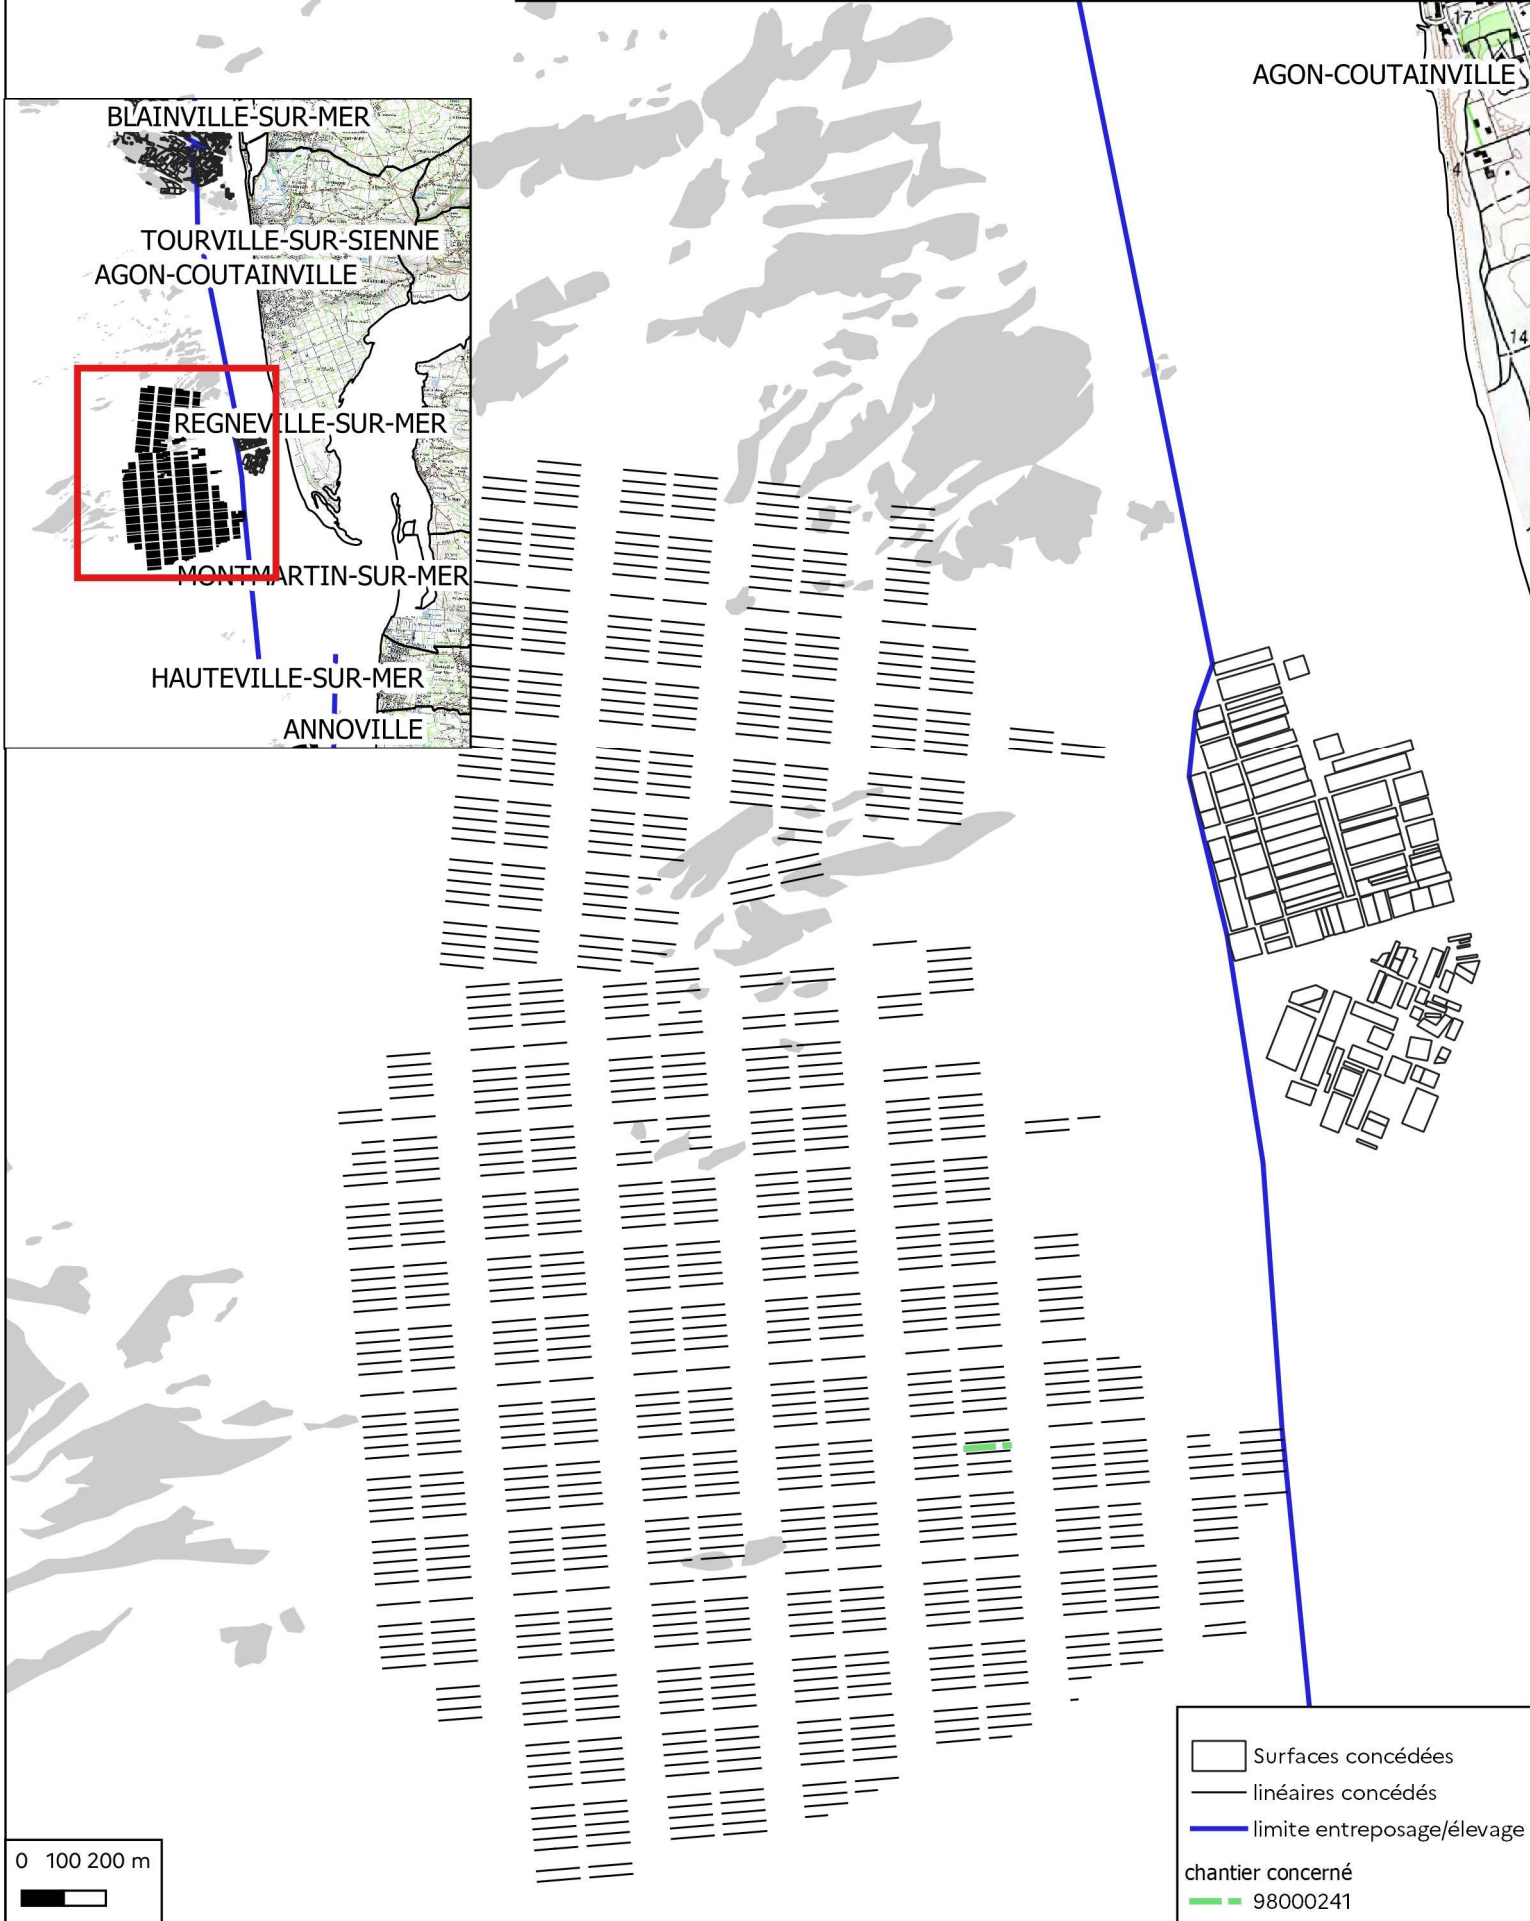 17
AGON-COUTAINVILLE
4
14
BLAINVILLE-SUR-MER
TOURVILLE-SUR-SIENNE
AGON-COUTAINVILLE
REGNEVILLE-SUR-MER
MONTMARTIN-SUR-MER
HAUTEVILLE-SUR-MER
ANNOVILLE
Surfaces concédées
linéaires concédés
limite entreposage/élevage
chantier concerné
98000241
0 100 200 m